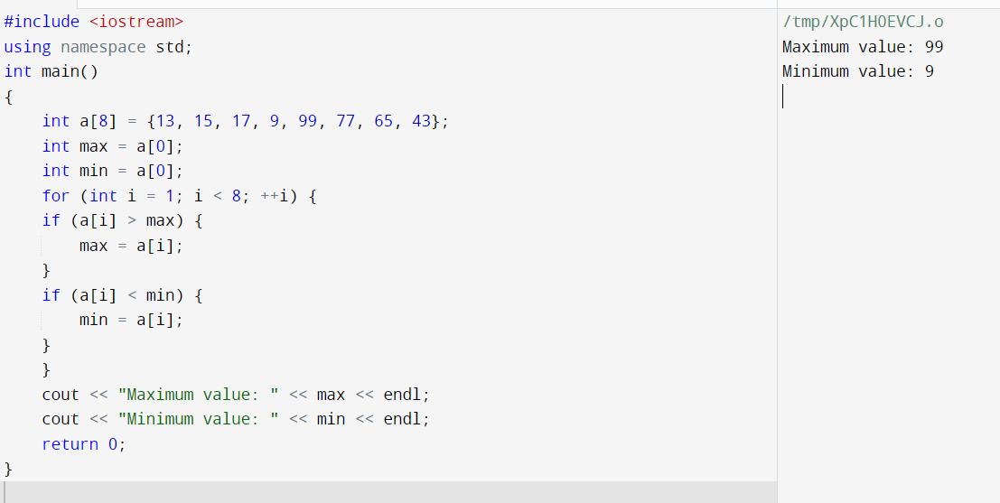 #include <iostream>
using namespace std;
int main()
{
    int a[8] = {13, 15, 17, 9, 99, 77, 65, 43};
    int max = a[0];
    int min = a[0];
    for (int i = 1; i < 8; ++i) {
    if (a[i] > max) {
        max = a[i];
    }
    if (a[i] < min) {
        min = a[i];
    }
    }
    cout << "Maximum value: " << max << endl;
    cout << "Minimum value: " << min << endl;
    return 0;
}
/tmp/XpC1H0EVCJ.o
Maximum value: 99
Minimum value: 9